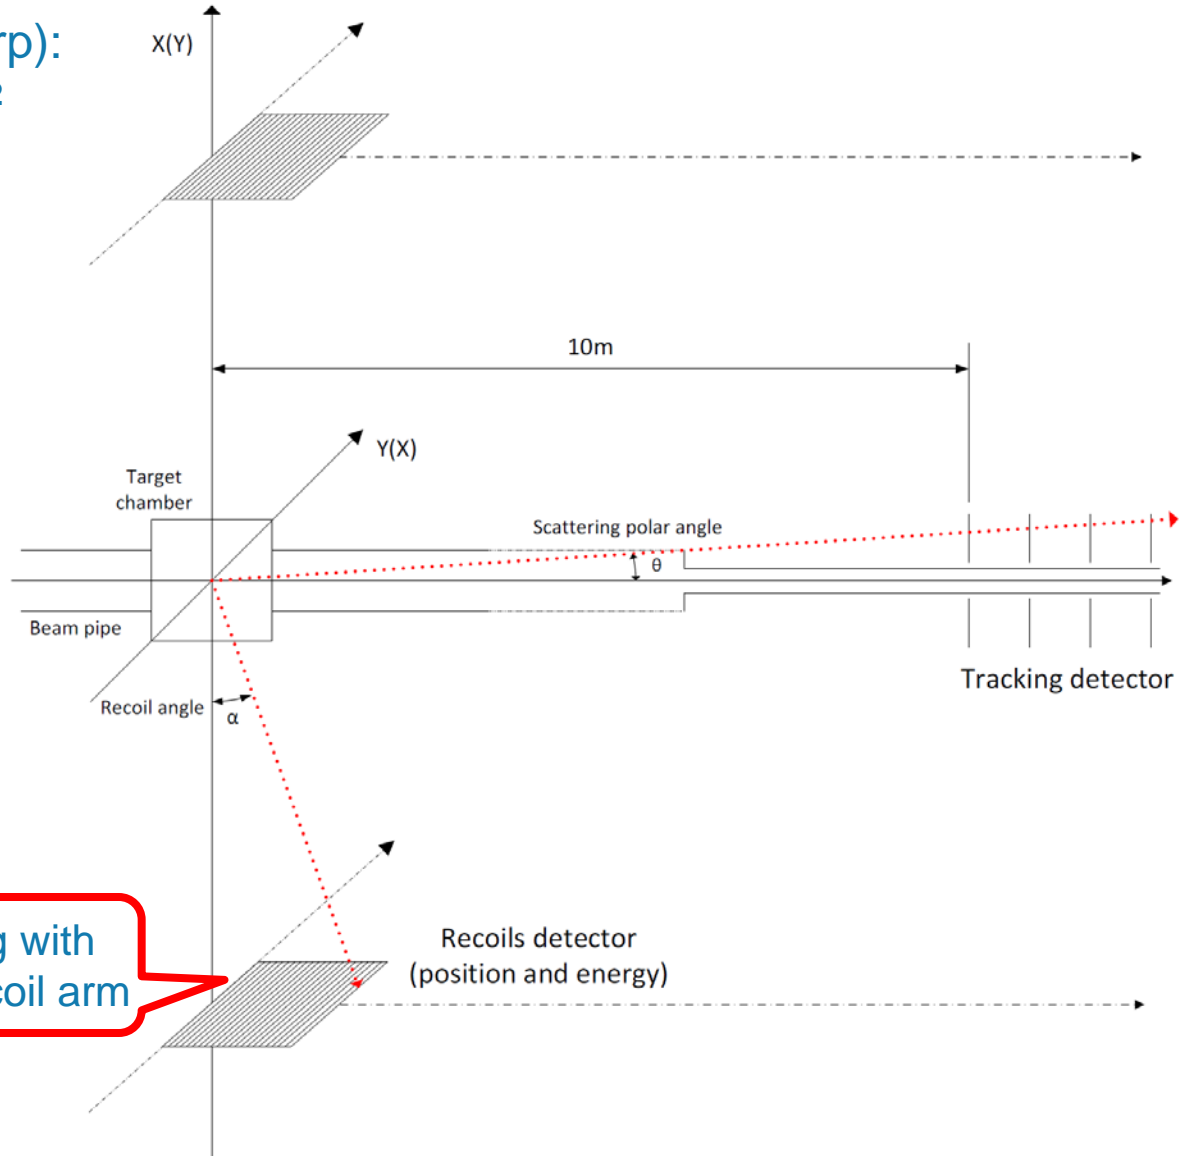 rp):
2
X(Y)
10m
Y(X)
Target
chamber
Scattering polar angle
θ
Beam pipe
Tracking detector
Recoil angle
α
g with
coil arm
Recoils detector
(position and energy)